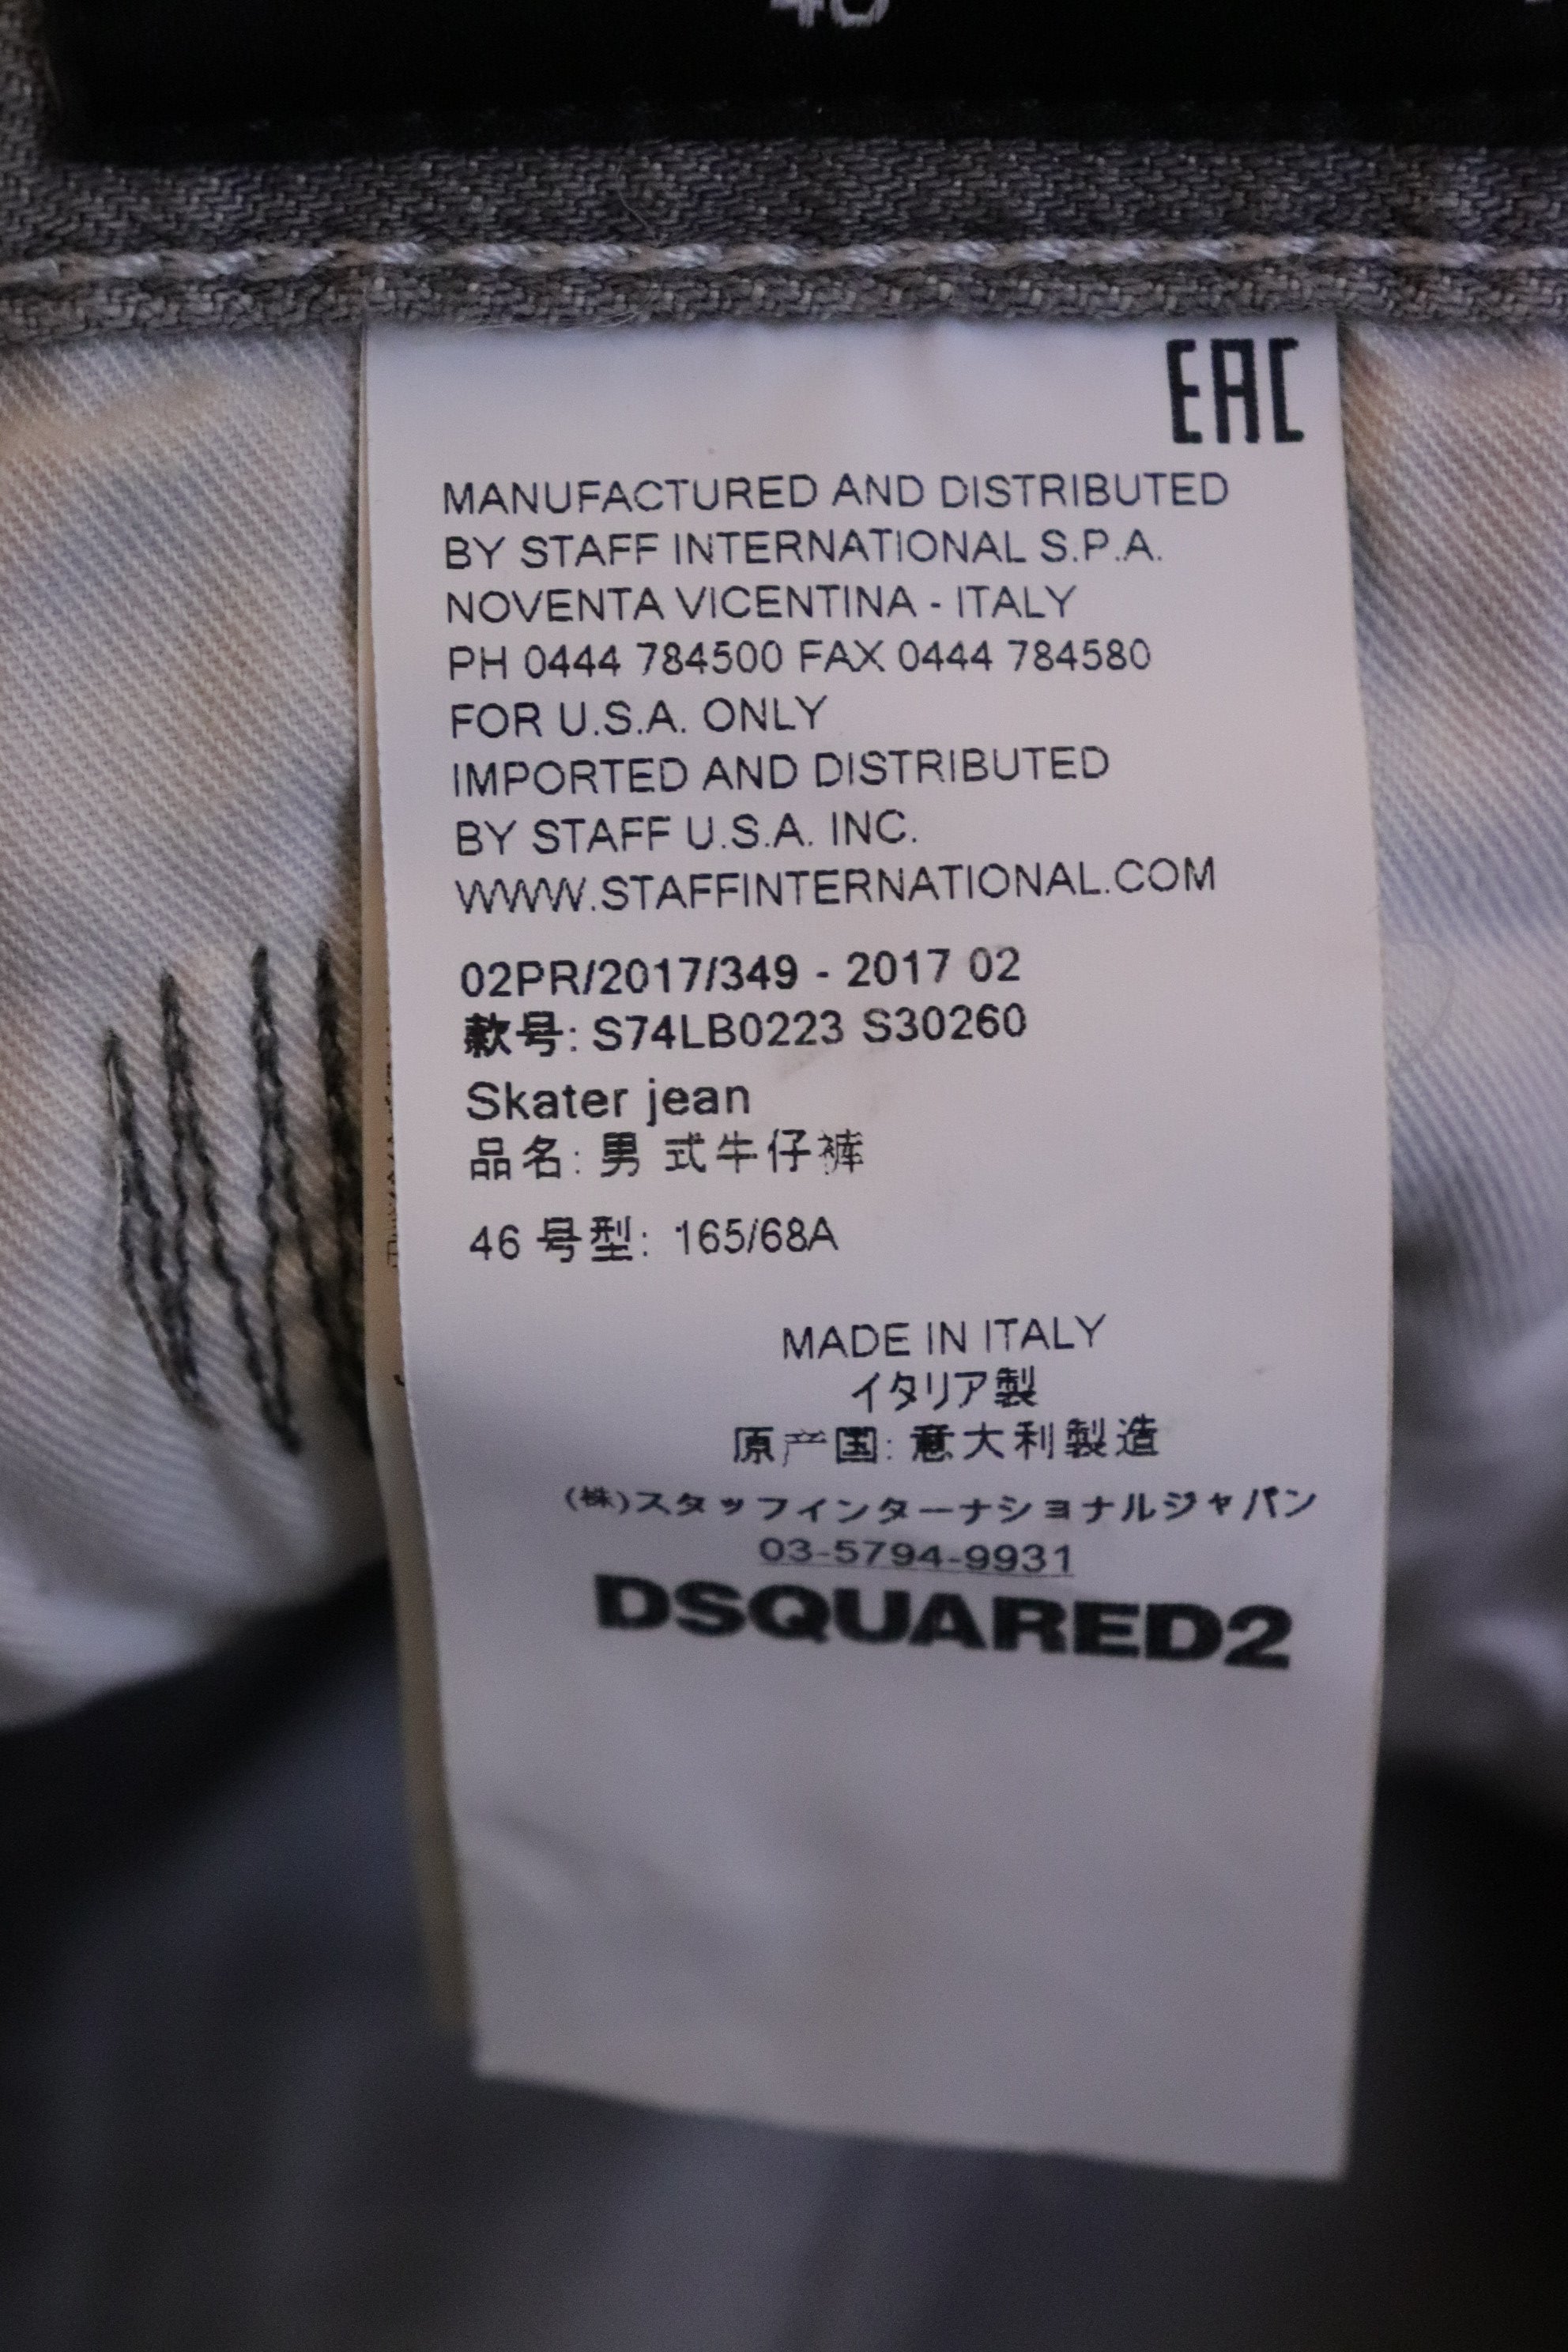 EAC
MANUFACTURED AND DISTRIBUTED
BY STAFF INTERNATIONAL S.P.A.
NOVENTA VICENTINA - ITALY
PH 0444 784500 FAX 0444 784580
FOR U.S.A. ONLY
IMPORTED AND DISTRIBUTED
BY STAFF U.S.A. INC.
WWW.STAFFINTERNATIONAL.COM
02PR/2017/349 - 2017 02
款号: S74LB0223 S30260
Skater jean
品名: 男 式牛仔裤
46 号型: 165/68A
MADE IN ITALY
イタリア製
原产国: 意大利製造
(株)スタッフインターナショナルジャパン
03-5794-9931
DSQUARED2